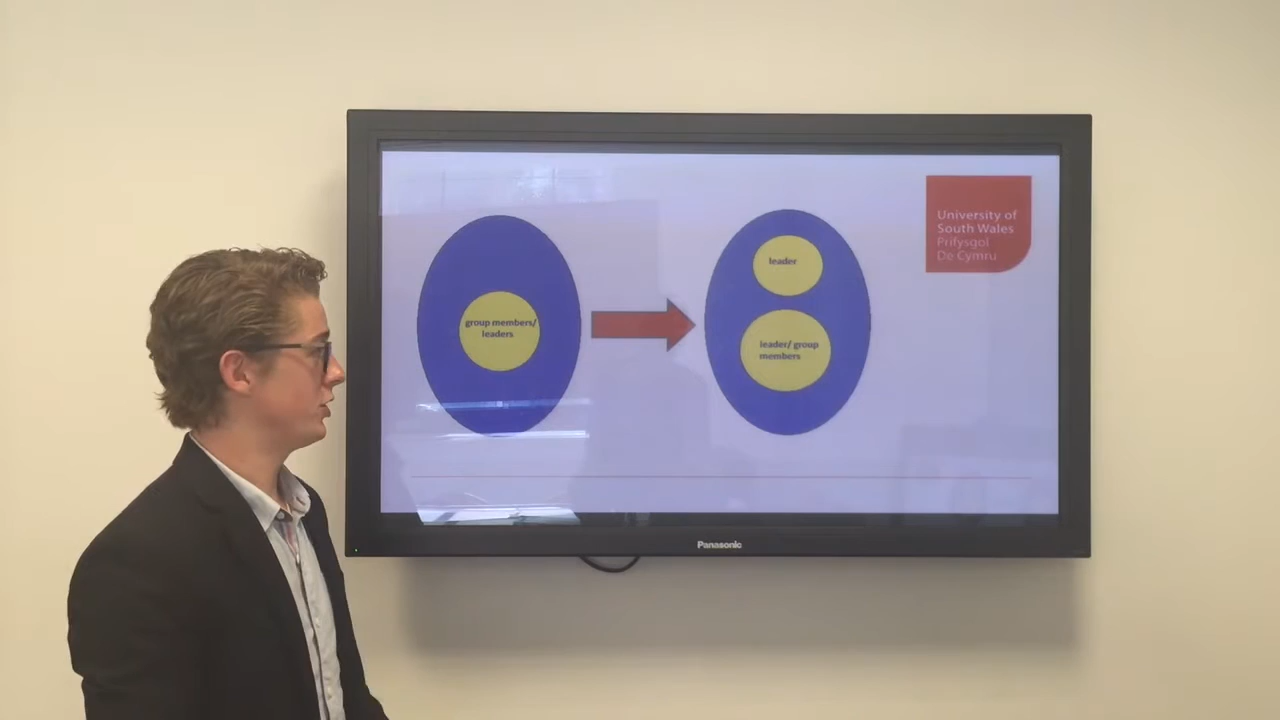 group members/
leaders
leader
leader/ group
members
University of
South Wales
Prifysgol
De Cymru
Panasonic